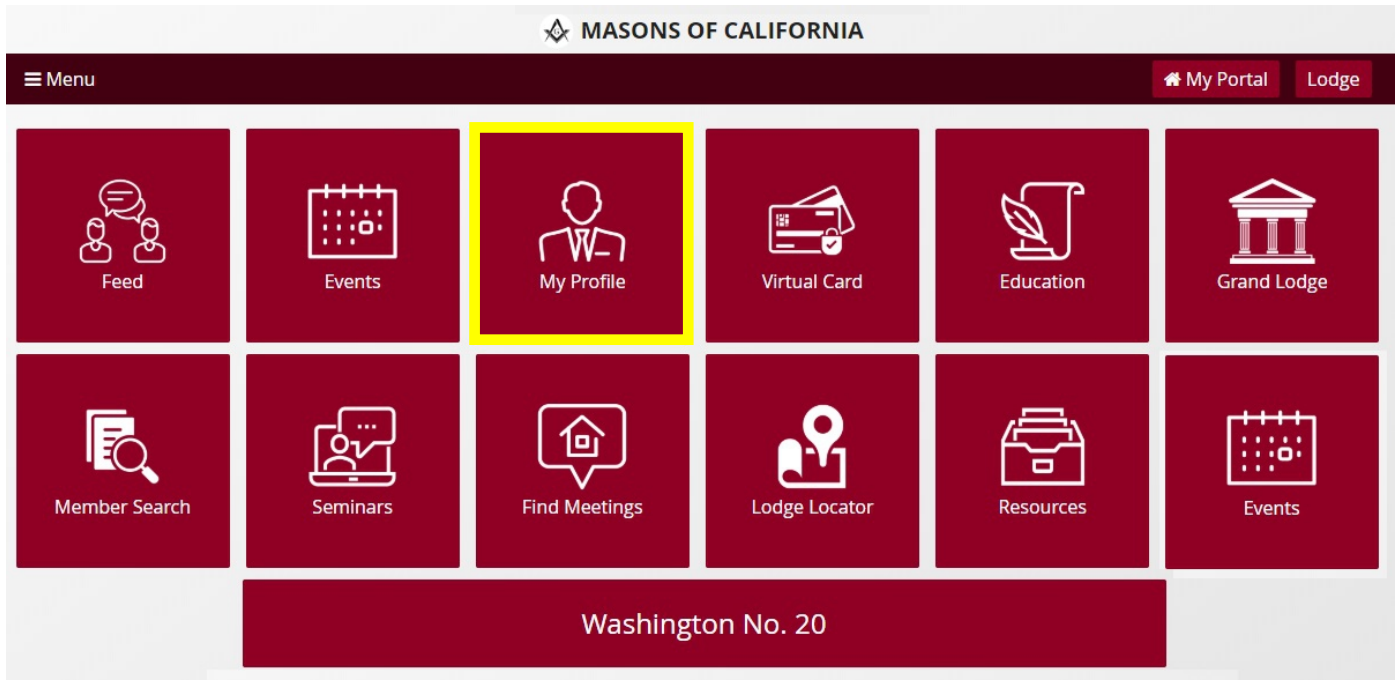 MASONS OF CALIFORNIA
Menu
My Portal
Lodge
Feed
Events
My Profile
Virtual Card
Education
Grand Lodge
Member Search
Seminars
Find Meetings
Lodge Locator
Resources
Events
Washington No. 20